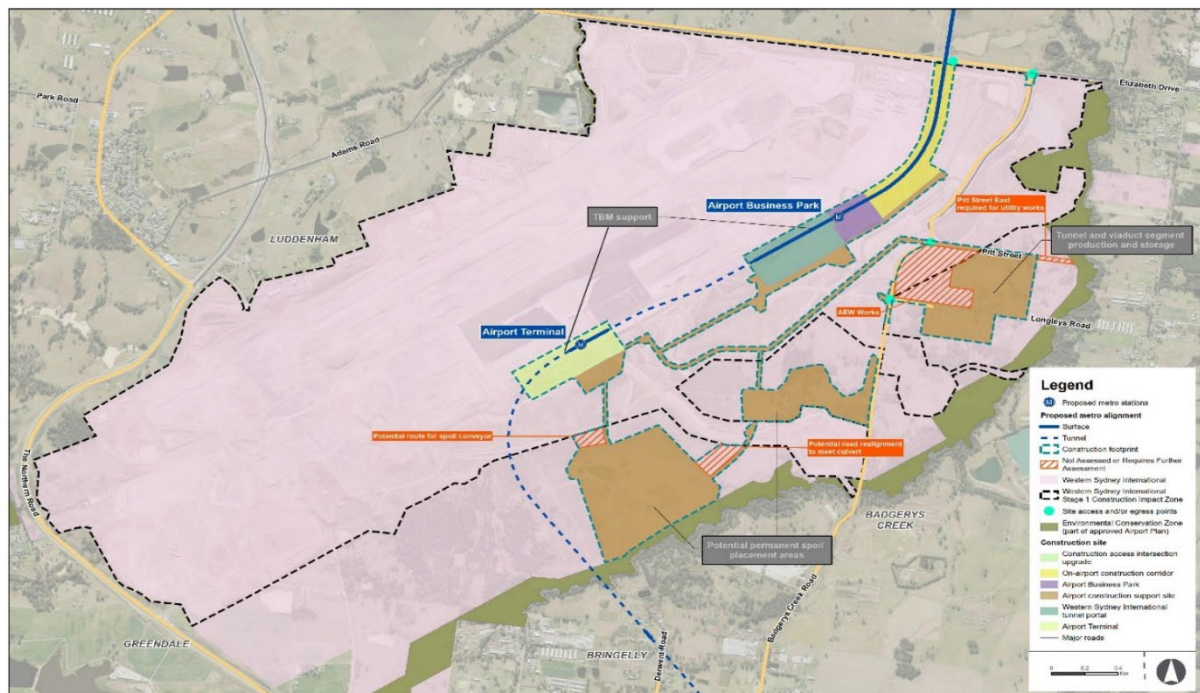 Park Road
Adams Road
Elizabeth Drive
LUDDENHAM
Airport Business Park
M
TBM support
Pitt Street East
required for utility works
Tunnel and viaduct segment
production and storage
Pitt Street
AEW Works
Longleys Road
Airport Terminal
M
Potential route for spoil conveyor
Potential road realignment
to meet culvert
The Northern Road
BADGERYS
CREEK
Potential permanent spoil
placement areas
Badgerys Creek Road
GREENDALE
BRINGELLY
Derwent Road
Legend
M Proposed metro stations
Proposed metro alignment
Surface
Tunnel
Construction footprint
Not Assessed or Requires Further
Assessment
Western Sydney International
Western Sydney International
Stage 1 Construction Impact Zone
Site access and/or egress points
Environmental Conservation Zone
(part of approved Airport Plan)
Construction site
Construction access intersection
upgrade
On-airport construction corridor
Airport Business Park
Airport construction support site
Western Sydney International
tunnel portal
Airport Terminal
Major roads
0 0.2 0.4
Km